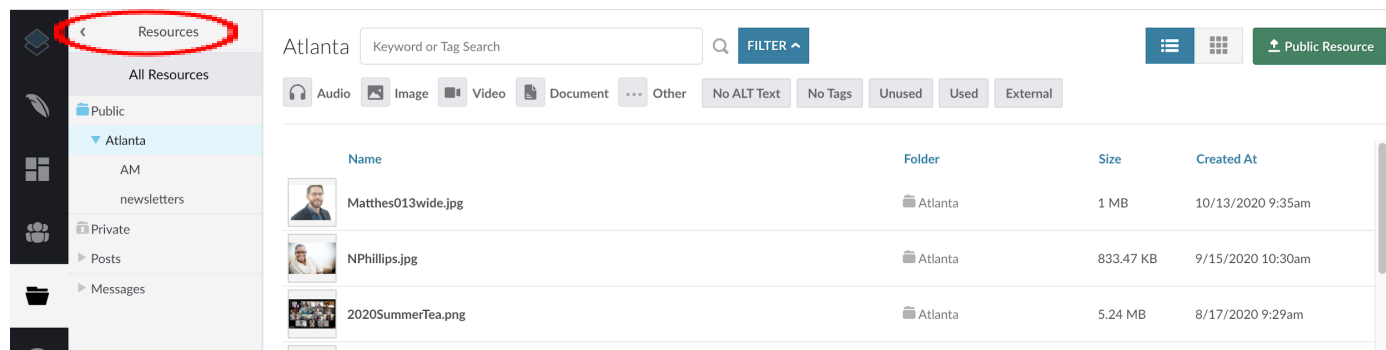 Resources
All Resources
Public
Atlanta
AM
newsletters
Private
Posts
Messages
Atlanta Keyword or Tag Search FILTER Public Resource
Audio Image Video Document ... Other No ALT Text No Tags Unused Used External
Name Folder Size Created At
Matthes013wide.jpg Atlanta 1 MB 10/13/2020 9:35am
NPhillips.jpg Atlanta 833.47 KB 9/15/2020 10:30am
2020SummerTea.png Atlanta 5.24 MB 8/17/2020 9:29am